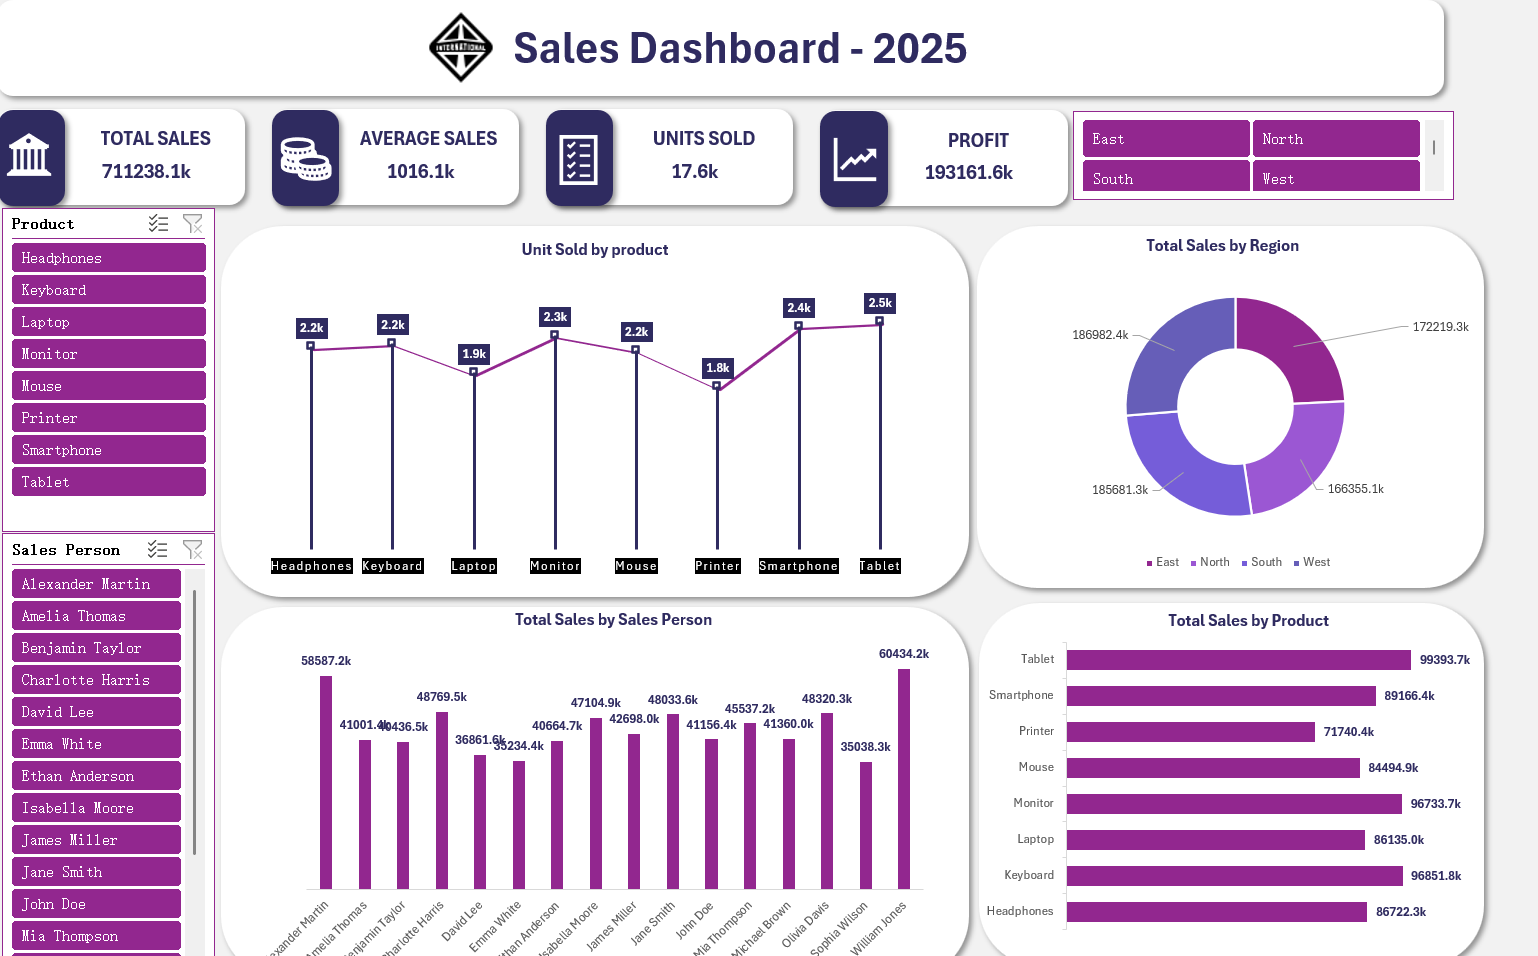 INTERNATIONAL
Sales Dashboard - 2025
TOTAL SALES
711238.1k
AVERAGE SALES
1016.1k
UNITS SOLD
17.6k
PROFIT
193161.6k
East
North
South
West
Product
Headphones
Keyboard
Laptop
Monitor
Mouse
Printer
Smartphone
Tablet
Sales Person
Alexander Martin
Amelia Thomas
Benjamin Taylor
Charlotte Harris
David Lee
Emma White
Ethan Anderson
Isabella Moore
James Miller
Jane Smith
John Doe
Mia Thompson
Unit Sold by product
2.2k
2.2k
1.9k
2.3k
2.2k
1.8k
2.4k
2.5k
Headphones
Keyboard
Laptop
Monitor
Mouse
Printer
Smartphone
Tablet
Total Sales by Region
186982.4k
172219.3k
185681.3k
166355.1k
East
North
South
West
Total Sales by Sales Person
58587.2k
41001.4k
40436.5k
48769.5k
36861.6k
35234.4k
40664.7k
47104.9k
42698.0k
48033.6k
41156.4k
45537.2k
41360.0k
48320.3k
35038.3k
60434.2k
exander Martin
Amelia Thomas
enjamin Taylor
harlotte Harris
David Lee
Emma White
than Anderson
sabella Moore
James Miller
Jane Smith
John Doe
Mia Thompson
Michael Brown
Olivia Davis
Sophia Wilson
William Jones
Total Sales by Product
Tablet
99393.7k
Smartphone
89166.4k
Printer
71740.4k
Mouse
84494.9k
Monitor
96733.7k
Laptop
86135.0k
Keyboard
96851.8k
Headphones
86722.3k